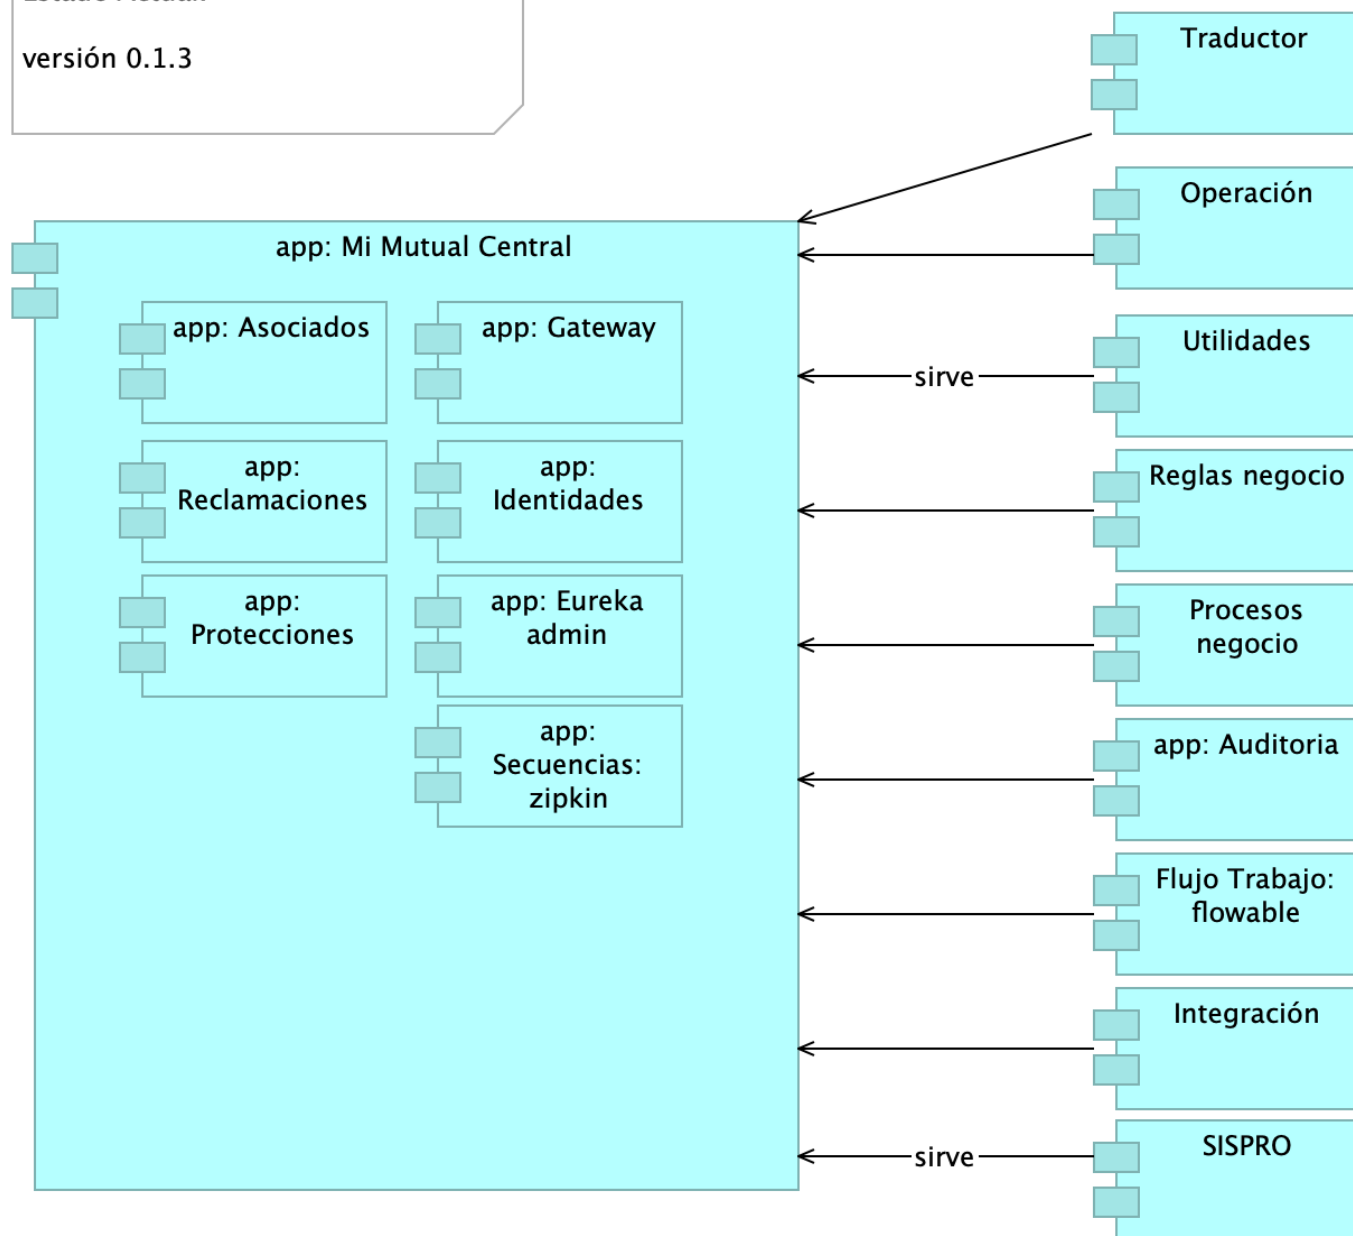 versión 0.1.3
Traductor
Operación
app: Mi Mutual Central
app: Asociados
app: Gateway
Utilidades
sirve
app:
Reclamaciones
app:
Identidades
Reglas negocio
app:
Protecciones
app: Eureka
admin
Procesos
negocio
app:
Secuencias:
zipkin
app: Auditoria
Flujo Trabajo:
flowable
Integración
sirve
SISPRO